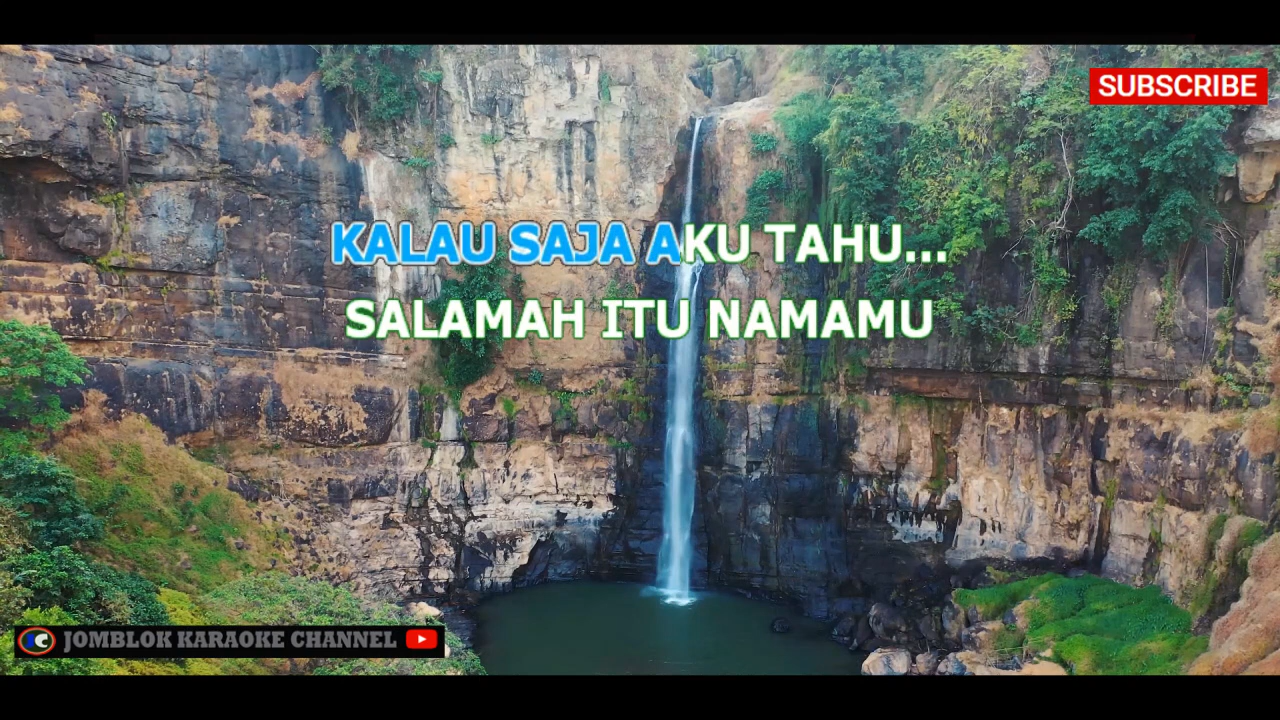 SUBSCRIBE
KALAU SAJA AKU TAHU...
SALAMAH ITU NAMAMU
JOMBLOK KARAOKE CHANNEL